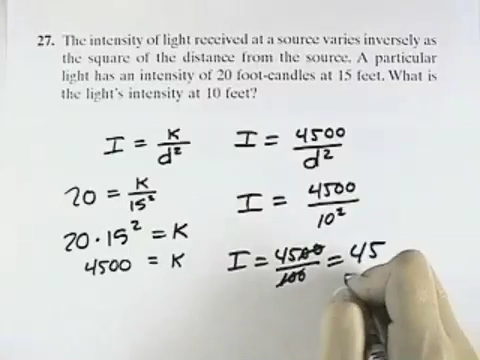 27. The intensity of light received at a source varies inversely as
the square of the distance from the source. A particular
light has an intensity of 20 foot-candles at 15 feet. What is
the light's intensity at 10 feet?
I = K/d²
20 = K/15²
20 · 15² = K
4500 = K
I = 4500/d²
I = 4500/10²
I = 4500/100 = 45